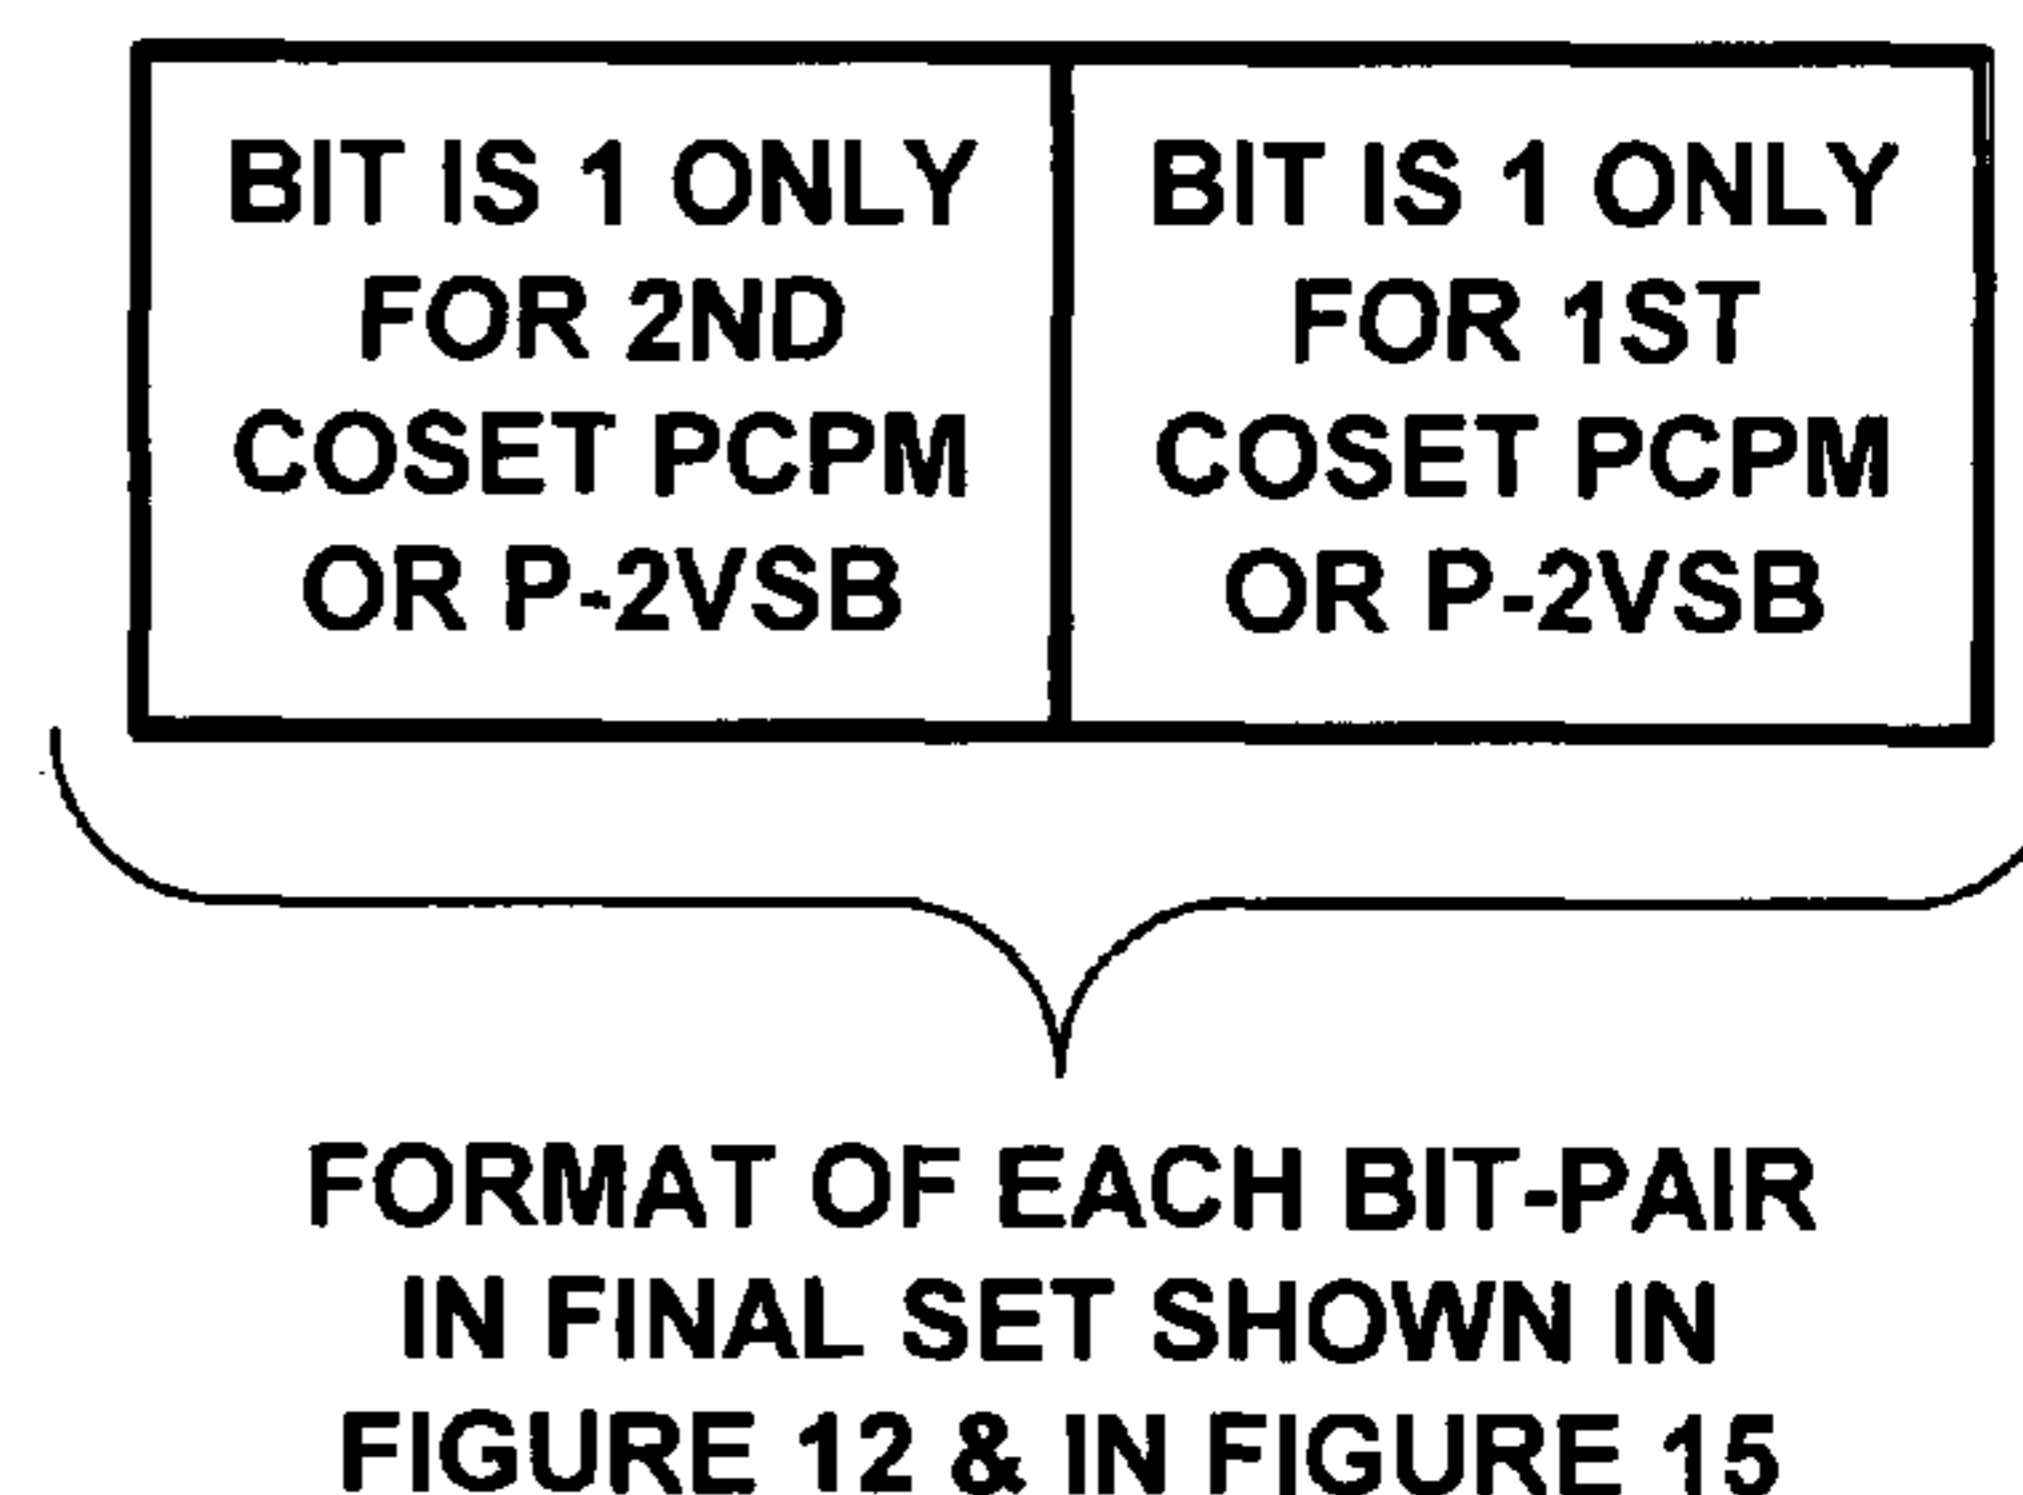 BIT IS 1 ONLY
FOR 2ND
COSET PCPM
OR P-2VSB
BIT IS 1 ONLY
FOR 1ST
COSET PCPM
OR P-2VSB
FORMAT OF EACH BIT-PAIR
IN FINAL SET SHOWN IN
FIGURE 12 & IN FIGURE 15